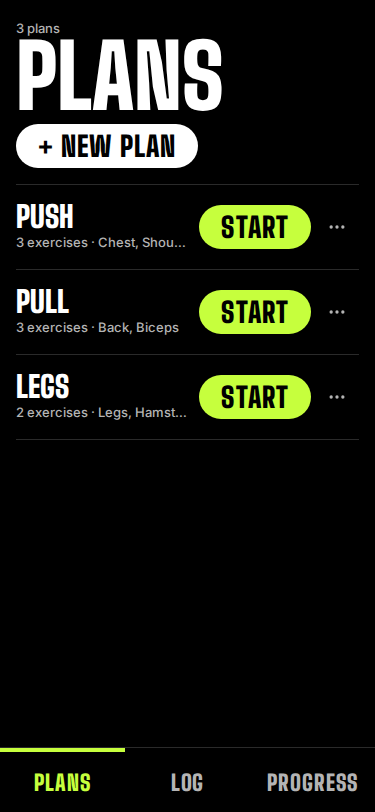 3 plans
PLANS
+ NEW PLAN
PUSH
3 exercises · Chest, Shou...
START
...
PULL
3 exercises · Back, Biceps
START
...
LEGS
2 exercises · Legs, Hamst...
START
...
PLANS
LOG
PROGRESS